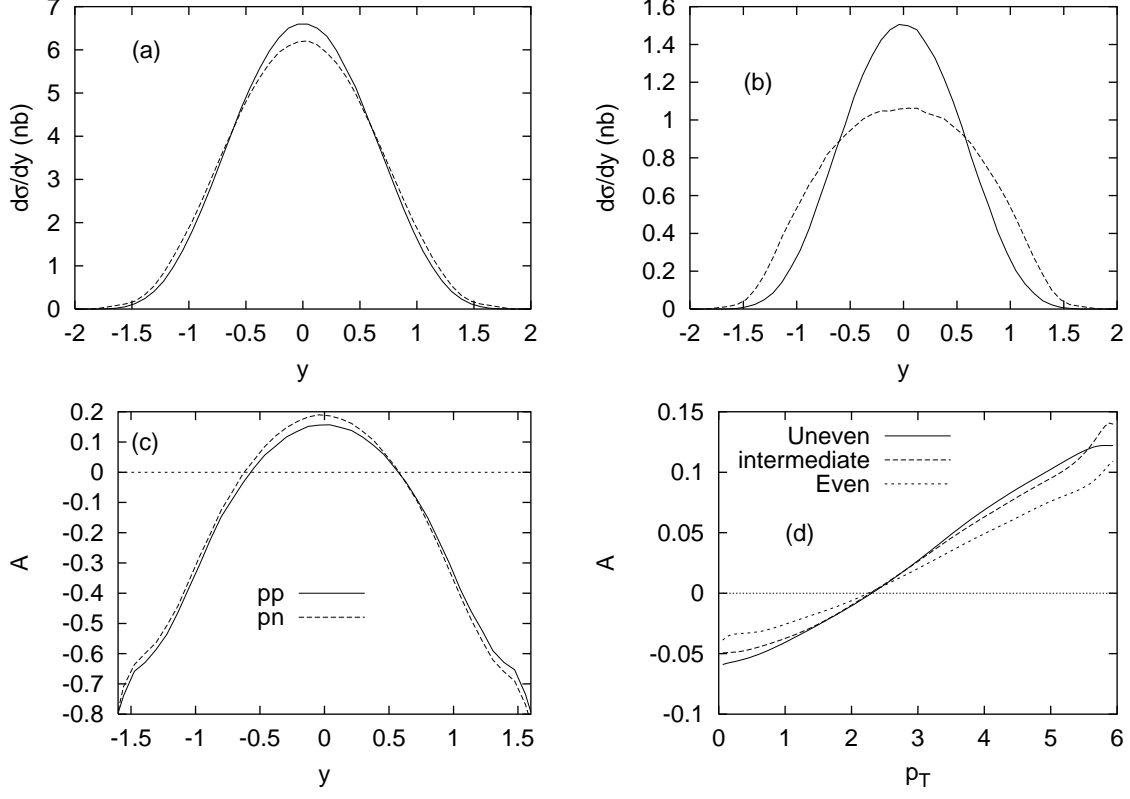 7
6
5
4
3
2
1
0
dσ/dy (nb)
(a)
-2 -1.5 -1 -0.5 0 0.5 1 1.5 2
y
1.6
1.4
1.2
1
0.8
0.6
0.4
0.2
0
dσ/dy (nb)
(b)
-2 -1.5 -1 -0.5 0 0.5 1 1.5 2
y
0.2
0.1
0
-0.1
-0.2
-0.3
-0.4
-0.5
-0.6
-0.7
-0.8
A
(c)
pp
pn
-1.5 -1 -0.5 0 0.5 1 1.5
y
0.15
0.1
0.05
0
-0.05
-0.1
A
Uneven
intermediate
Even
(d)
0 1 2 3 4 5 6
pT